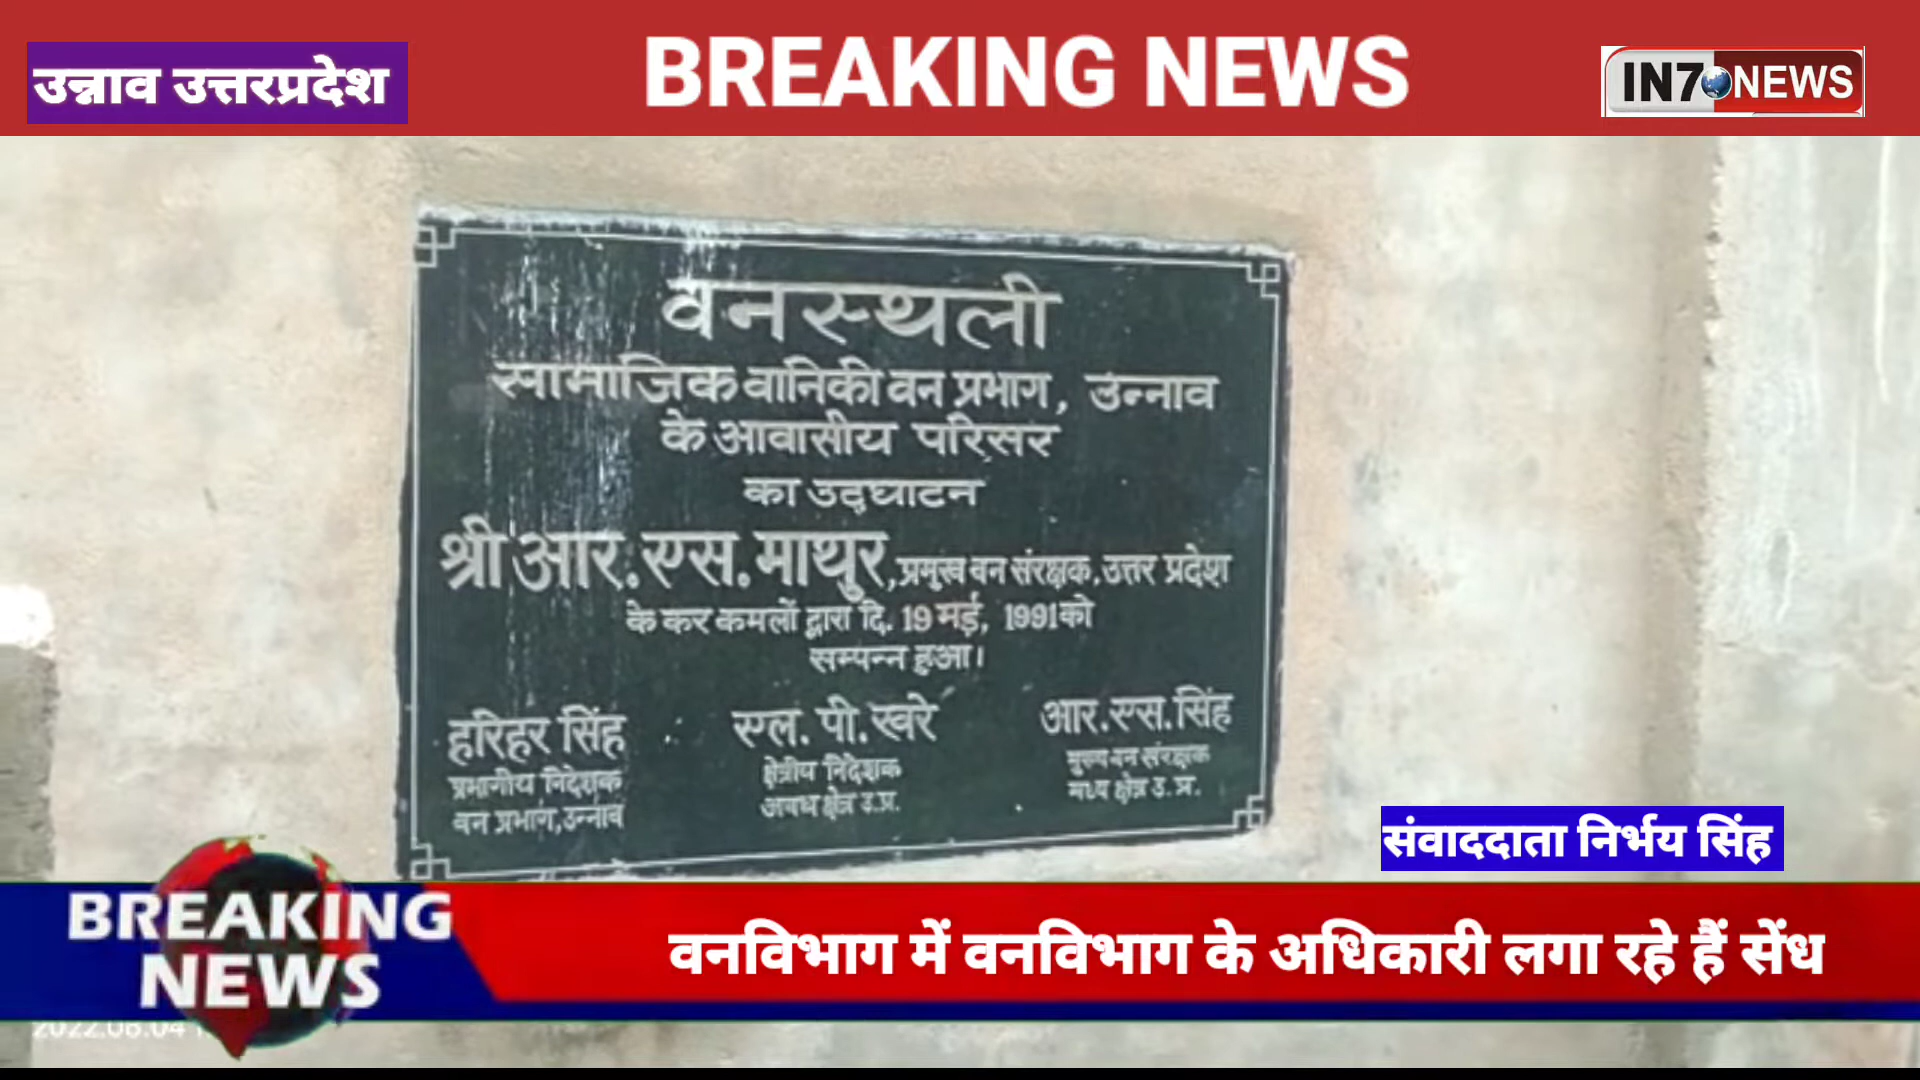 उन्नाव उत्तरप्रदेश
BREAKING NEWS
IN7 NEWS
वनस्थली
सामाजिक वानिकी वन प्रभाग, उन्नाव
के आवासीय परिसर
का उद्घाटन
श्री आर.एस.माथुर,प्रमुख वन संरक्षक,उत्तर प्रदेश
के कर कमलों द्वारा दि. 19 मई, 1991 को
सम्पन्न हुआ।
हरिहर सिंह
प्रभागीय निदेशक
वन प्रभाग,उन्नाव
एल. पी. खरे
क्षेत्रीय निदेशक
अवध क्षेत्र उ.प्र.
आर.एस.सिंह
मुख्य वन संरक्षक
मध्य क्षेत्र उ.प्र.
संवाददाता निर्भय सिंह
BREAKING
NEWS
वनविभाग में वनविभाग के अधिकारी लगा रहे हैं सेंध
2022.06.04